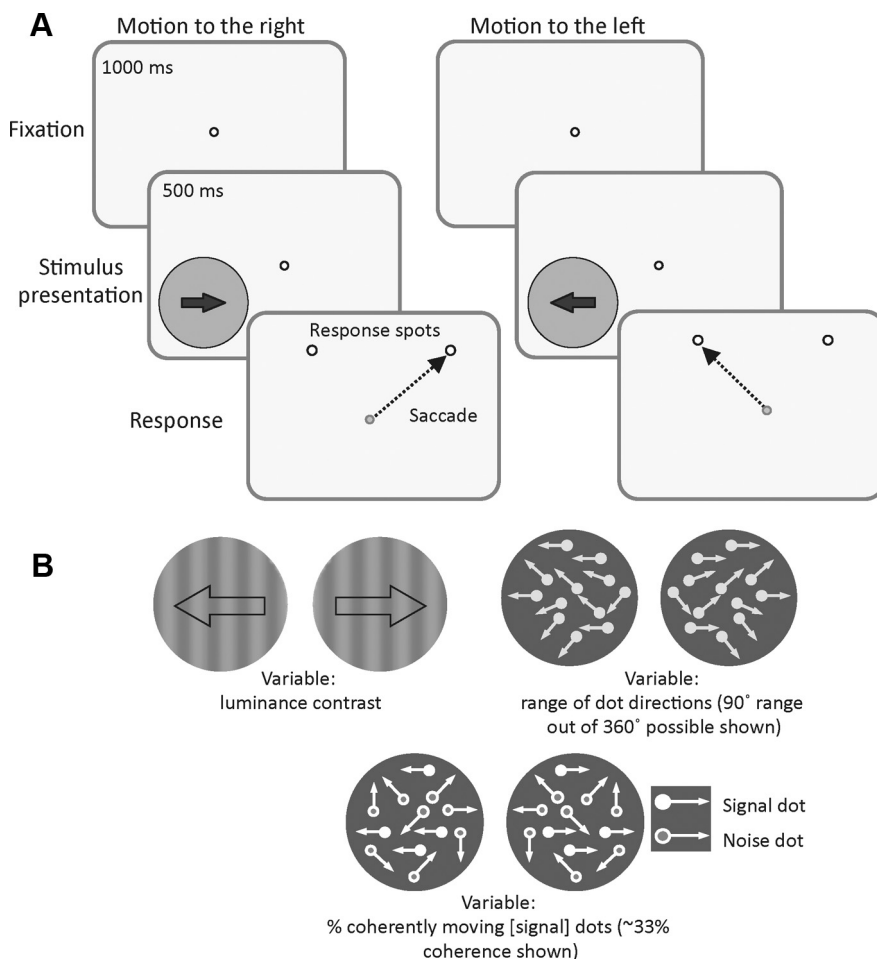 A
Motion to the right
Motion to the left
1000 ms
Fixation
500 ms
Stimulus
presentation
Response spots
Response
Saccade
B
Variable:
luminance contrast
Variable:
range of dot directions (90˚ range
out of 360˚ possible shown)
Signal dot
Noise dot
Variable:
% coherently moving [signal] dots (~33%
coherence shown)